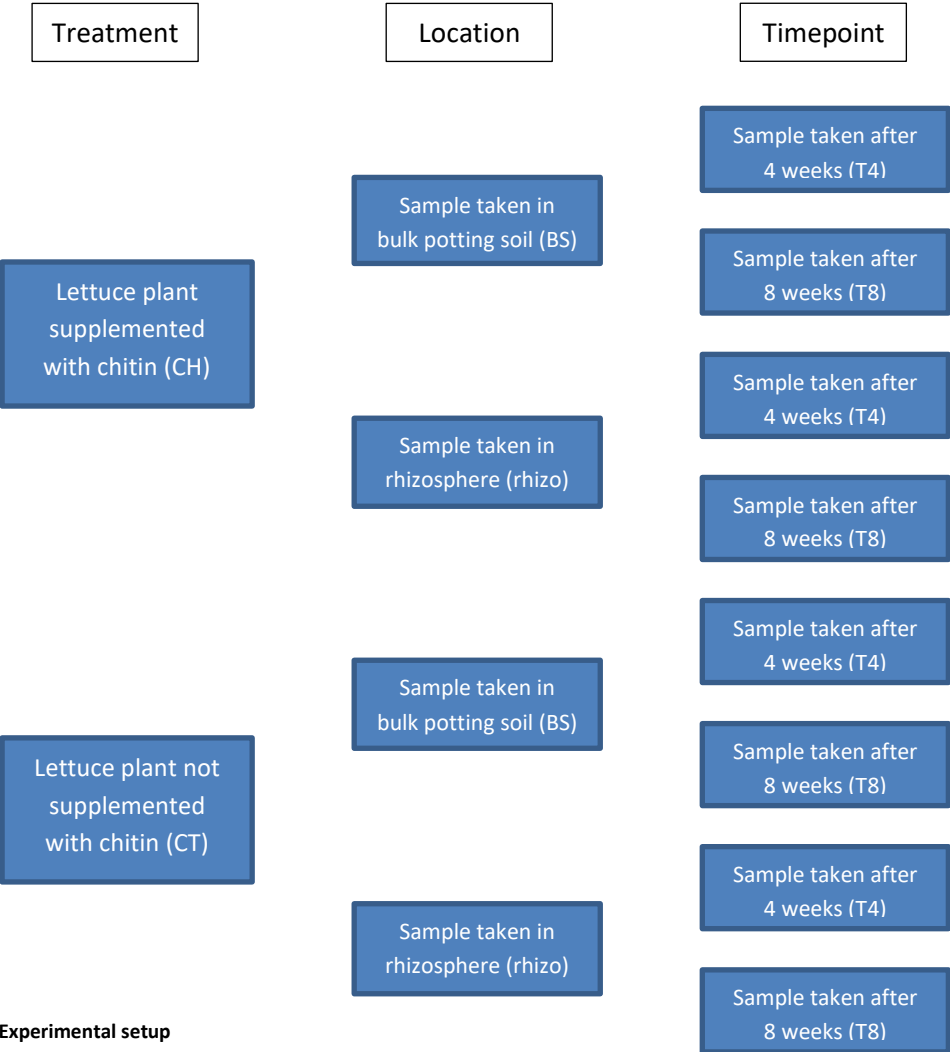 Treatment
Location
Timepoint
Sample taken after
4 weeks (T4)
Sample taken in
bulk potting soil (BS)
Sample taken after
8 weeks (T8)
Lettuce plant
supplemented
with chitin (CH)
Sample taken after
4 weeks (T4)
Sample taken in
rhizosphere (rhizo)
Sample taken after
8 weeks (T8)
Sample taken after
4 weeks (T4)
Sample taken in
bulk potting soil (BS)
Sample taken after
8 weeks (T8)
Lettuce plant not
supplemented
with chitin (CT)
Sample taken after
4 weeks (T4)
Sample taken in
rhizosphere (rhizo)
Sample taken after
8 weeks (T8)
Experimental setup